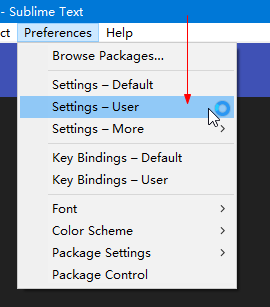 - Sublime Text
ct Preferences Help
Browse Packages...
Settings – Default
Settings – User
Settings – More
Key Bindings – Default
Key Bindings – User
Font
Color Scheme
Package Settings
Package Control